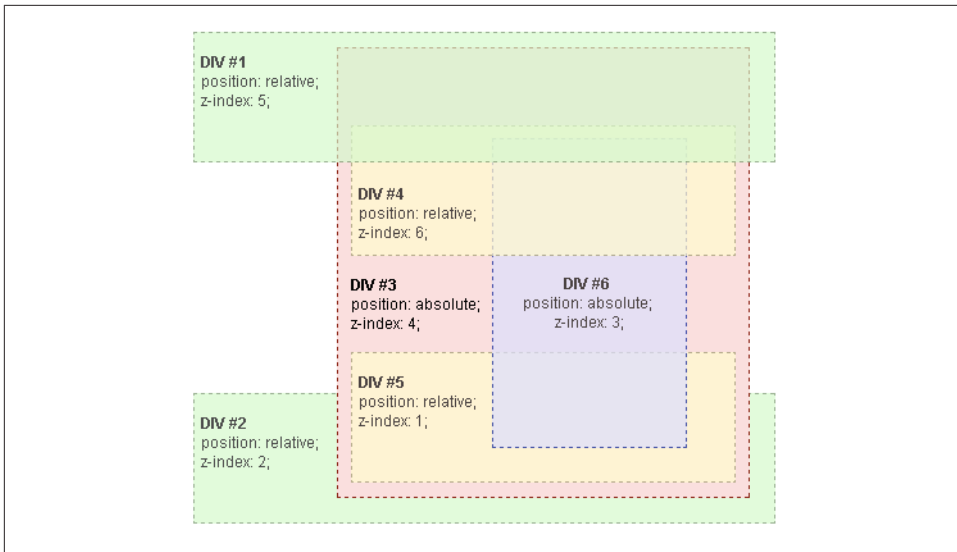 DIV #1
position: relative;
z-index: 5;
DIV #4
position: relative;
z-index: 6;
DIV #3
position: absolute;
z-index: 4;
DIV #6
position: absolute;
z-index: 3;
DIV #5
position: relative;
z-index: 1;
DIV #2
position: relative;
z-index: 2;